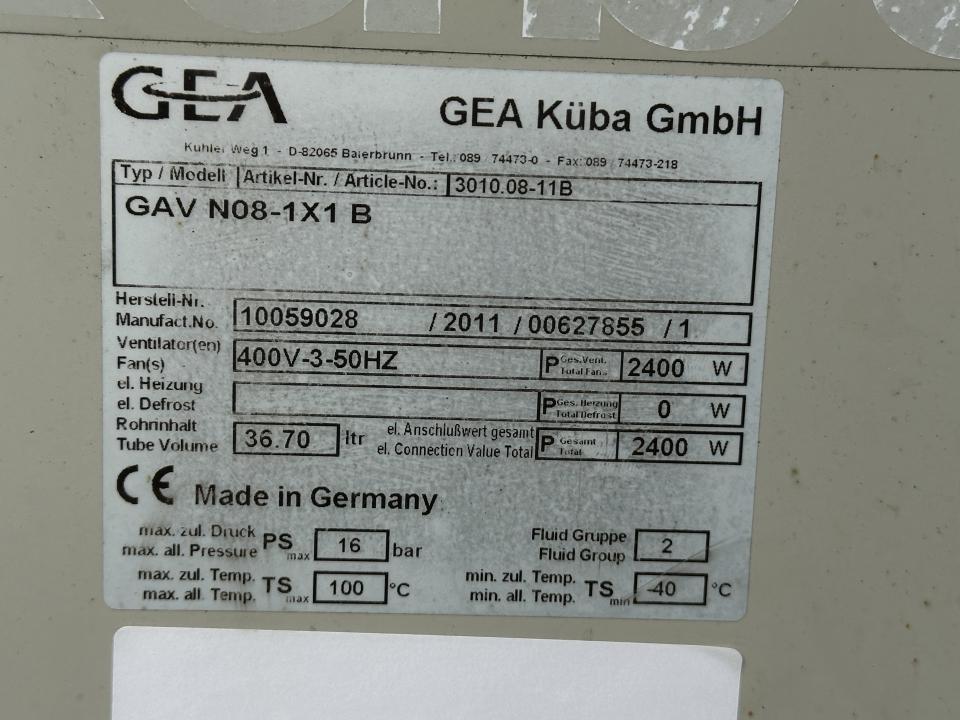 GEA
GEA Küba GmbH
Kühler Weg 1 - D-82065 Baierbrunn - Tel.: 089 / 74473-0 - Fax: 089 / 74473-218
Typ / Modell Artikel-Nr. / Article-No.: 3010.08-11B
GAV N08-1X1 B
Herstell-Nr.
Manufact.No. 10059028 / 2011 / 00627855 / 1
Ventilator(en)
Fan(s) 400V-3-50HZ P Ges.Vent. Total Fans 2400 W
el. Heizung
el. Defrost P Ges. Heizung Total Defrost 0 W
Rohrinhalt
Tube Volume 36.70 ltr el. Anschlußwert gesamt
el. Connection Value Total P Gesamt Total 2400 W
CE Made in Germany
max. zul. Druck
max. all. Pressure PS max 16 bar
Fluid Gruppe
Fluid Group 2
max. zul. Temp.
max. all. Temp. TS max 100 °C
min. zul. Temp.
min. all. Temp. TS min -40 °C